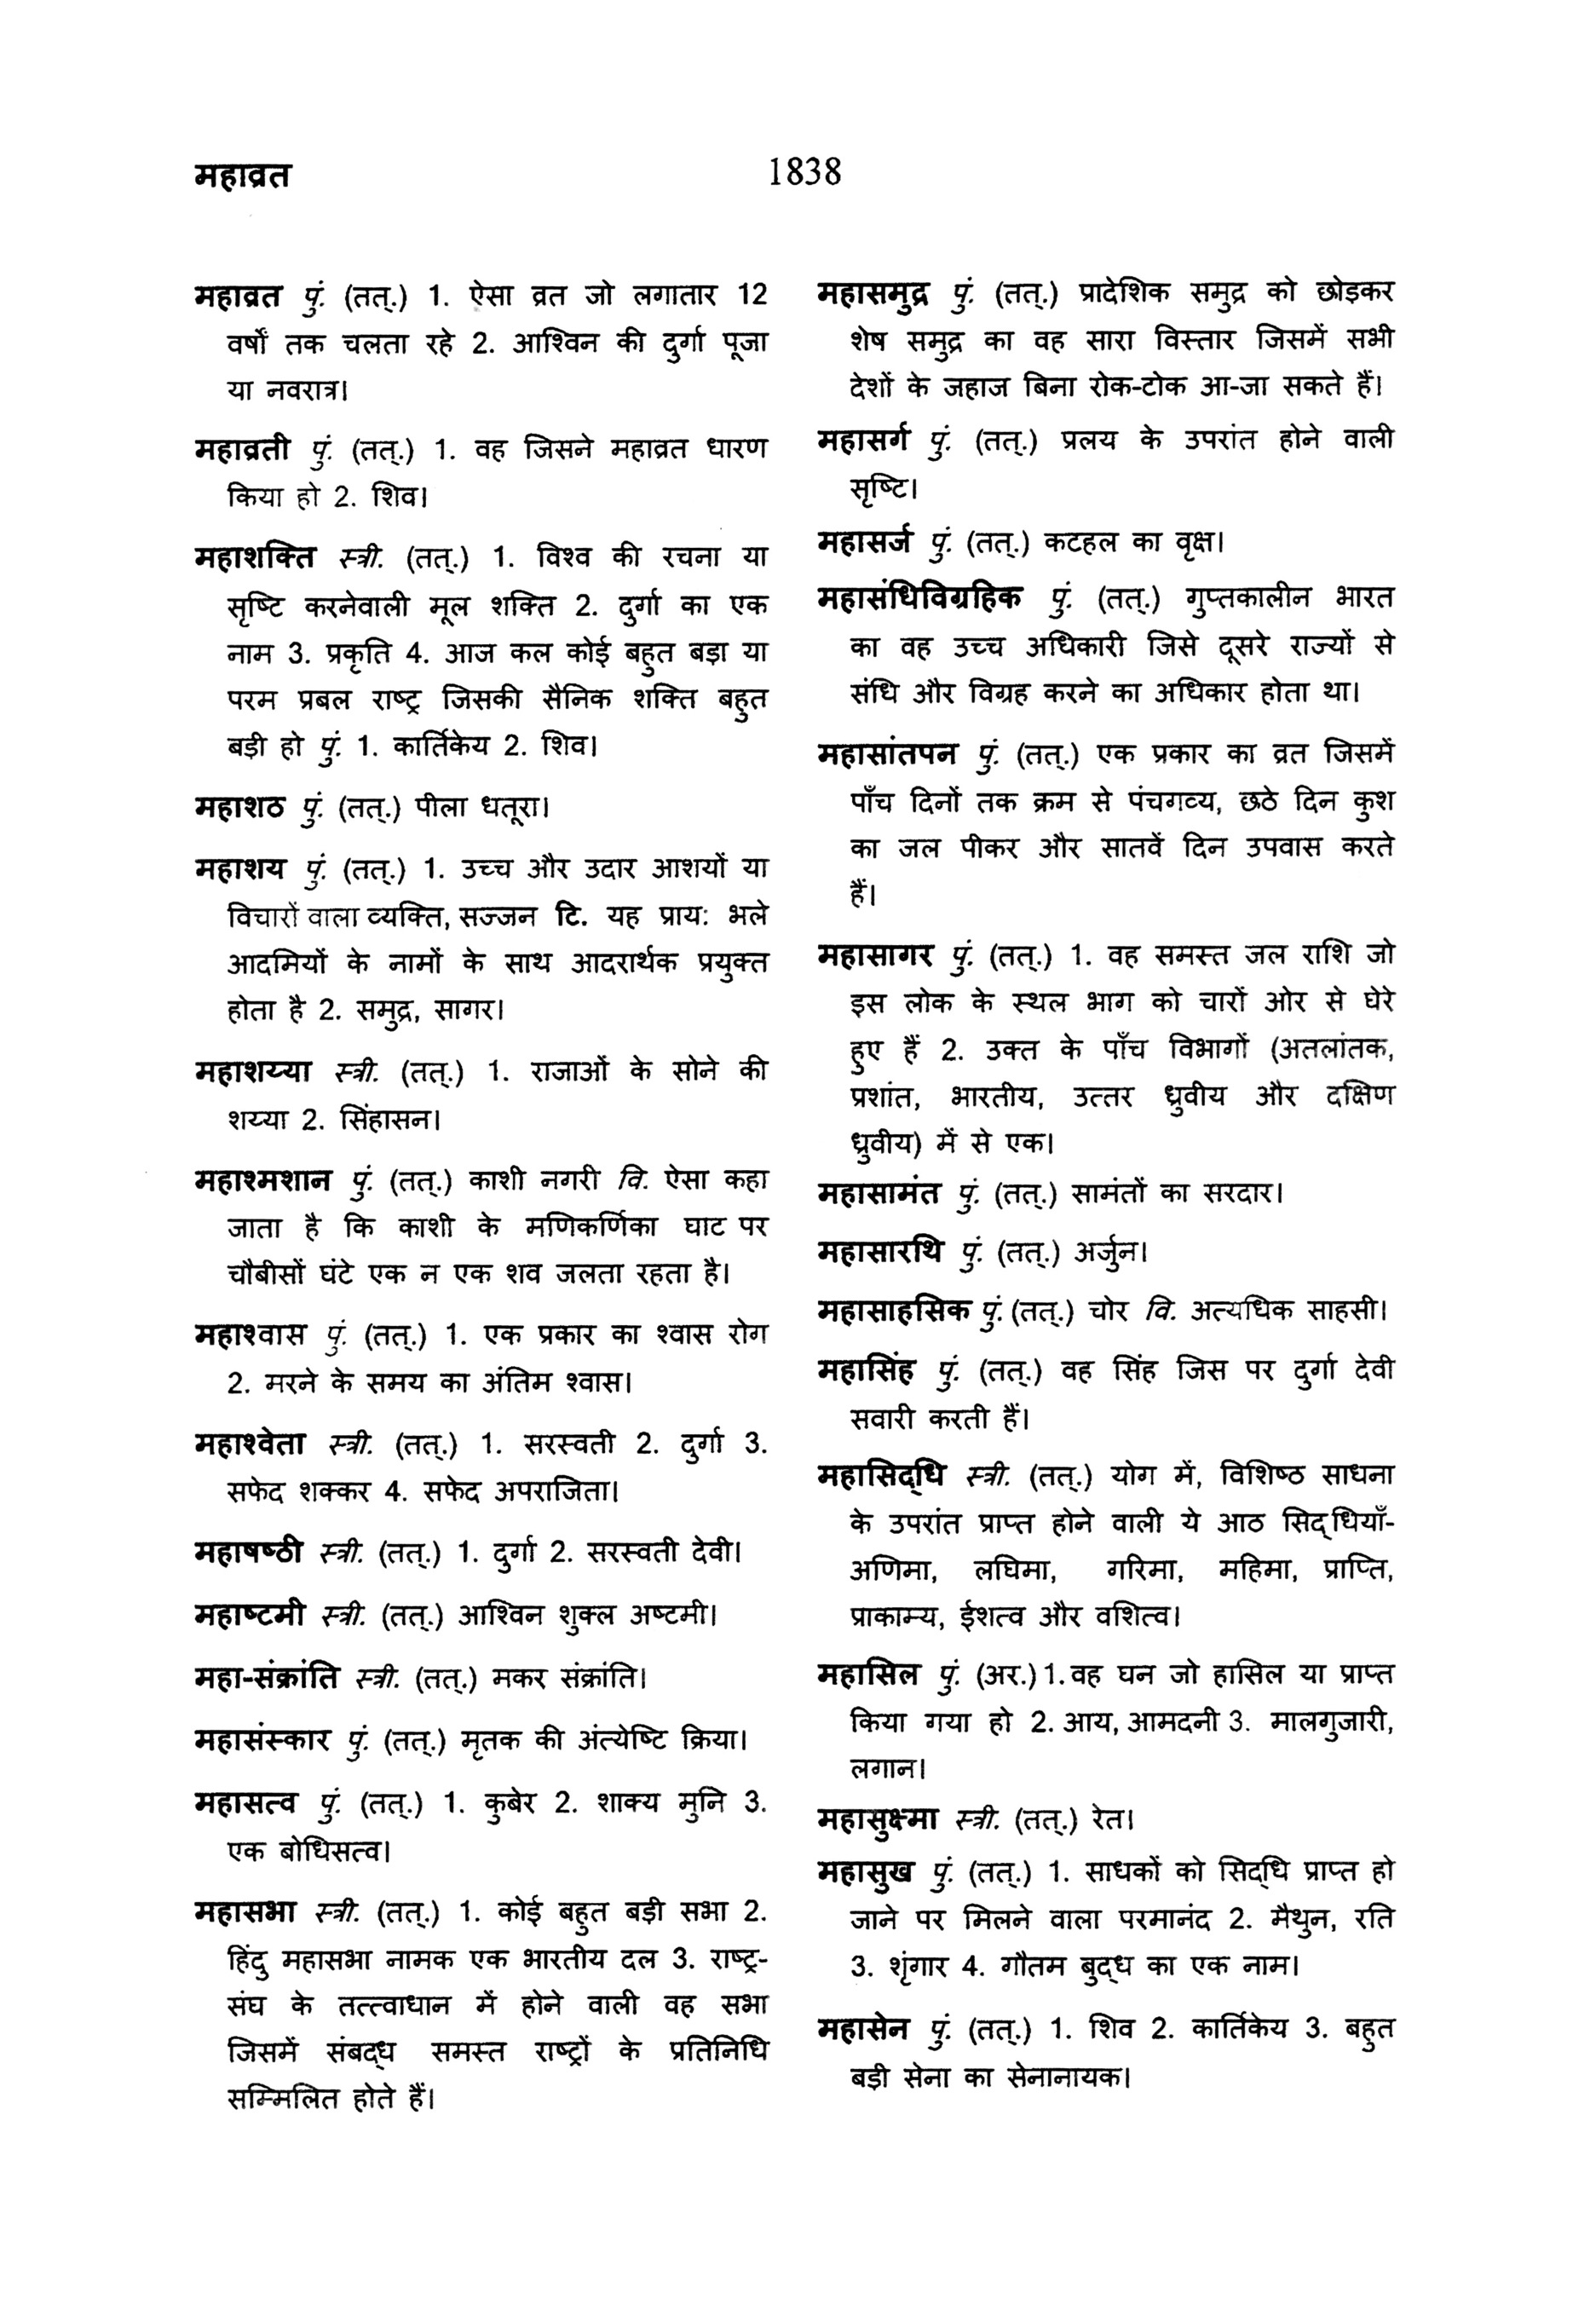 महाव्रत
1838
महाव्रत पुं. (तत्.) 1. ऐसा व्रत जो लगातार 12
वर्षों तक चलता रहे 2. आश्विन की दुर्गा पूजा
या नवरात्र।
महाव्रती पुं. (तत्.) 1. वह जिसने महाव्रत धारण
किया हो 2. शिव।
महाशक्ति स्त्री. (तत्.) 1. विश्व की रचना या
सृष्टि करनेवाली मूल शक्ति 2. दुर्गा का एक
नाम 3. प्रकृति 4. आज कल कोई बहुत बड़ा या
परम प्रबल राष्ट्र जिसकी सैनिक शक्ति बहुत
बड़ी हो पुं. 1. कार्तिकेय 2. शिव।
महाशठ पुं. (तत्.) पीला धतूरा।
महाशय पुं. (तत्.) 1. उच्च और उदार आशयों या
विचारों वाला व्यक्ति, सज्जन टि. यह प्राय: भले
आदमियों के नामों के साथ आदरार्थक प्रयुक्त
होता है 2. समुद्र, सागर।
महाशय्या स्त्री. (तत्.) 1. राजाओं के सोने की
शय्या 2. सिंहासन।
महाश्मशान पुं. (तत्.) काशी नगरी वि. ऐसा कहा
जाता है कि काशी के मणिकर्णिका घाट पर
चौबीसों घंटे एक न एक शव जलता रहता है।
महाश्वास पुं. (तत्.) 1. एक प्रकार का श्वास रोग
2. मरने के समय का अंतिम श्वास।
महाश्वेता स्त्री. (तत्.) 1. सरस्वती 2. दुर्गा 3.
सफेद शक्कर 4. सफेद अपराजिता।
महाषष्ठी स्त्री. (तत्.) 1. दुर्गा 2. सरस्वती देवी।
महाष्टमी स्त्री. (तत्.) आश्विन शुक्ल अष्टमी।
महा-संक्रांति स्त्री. (तत्.) मकर संक्रांति।
महासंस्कार पुं. (तत्.) मृतक की अंत्येष्टि क्रिया।
महासत्व पुं. (तत्.) 1. कुबेर 2. शाक्य मुनि 3.
एक बोधिसत्व।
महासभा स्त्री. (तत्.) 1. कोई बहुत बड़ी सभा 2.
हिंदु महासभा नामक एक भारतीय दल 3. राष्ट्र-
संघ के तत्त्वाधान में होने वाली वह सभा
जिसमें संबद्ध समस्त राष्ट्रों के प्रतिनिधि
सम्मिलित होते हैं।
महासमुद्र पुं. (तत्.) प्रादेशिक समुद्र को छोड़कर
शेष समुद्र का वह सारा विस्तार जिसमें सभी
देशों के जहाज बिना रोक-टोक आ-जा सकते हैं।
महासर्ग पुं. (तत्.) प्रलय के उपरांत होने वाली
सृष्टि।
महासर्ज पुं. (तत्.) कटहल का वृक्ष।
महासंधिविग्रहिक पुं. (तत्.) गुप्तकालीन भारत
का वह उच्च अधिकारी जिसे दूसरे राज्यों से
संधि और विग्रह करने का अधिकार होता था।
महासांतपन पुं. (तत्.) एक प्रकार का व्रत जिसमें
पाँच दिनों तक क्रम से पंचगव्य, छठे दिन कुश
का जल पीकर और सातवें दिन उपवास करते
हैं।
महासागर पुं. (तत्.) 1. वह समस्त जल राशि जो
इस लोक के स्थल भाग को चारों ओर से घेरे
हुए हैं 2. उक्त के पाँच विभागों (अतलांतक,
प्रशांत, भारतीय, उत्तर ध्रुवीय और दक्षिण
ध्रुवीय) में से एक।
महासामंत पुं. (तत्.) सामंतों का सरदार।
महासारथि पुं. (तत्.) अर्जुन।
महासाहसिक पुं. (तत्.) चोर वि. अत्यधिक साहसी।
महासिंह पुं. (तत्.) वह सिंह जिस पर दुर्गा देवी
सवारी करती हैं।
महासिद्धि स्त्री. (तत्.) योग में, विशिष्ठ साधना
के उपरांत प्राप्त होने वाली ये आठ सिद्धियाँ-
अणिमा, लघिमा, गरिमा, महिमा, प्राप्ति,
प्राकाम्य, ईशत्व और वशित्व।
महासिल पुं. (अर.) 1. वह घन जो हासिल या प्राप्त
किया गया हो 2. आय, आमदनी 3. मालगुजारी,
लगान।
महासुक्ष्मा स्त्री. (तत्.) रेत।
महासुख पुं. (तत्.) 1. साधकों को सिद्धि प्राप्त हो
जाने पर मिलने वाला परमानंद 2. मैथुन, रति
3. शृंगार 4. गौतम बुद्ध का एक नाम।
महासेन पुं. (तत्.) 1. शिव 2. कार्तिकेय 3. बहुत
बड़ी सेना का सेनानायक।